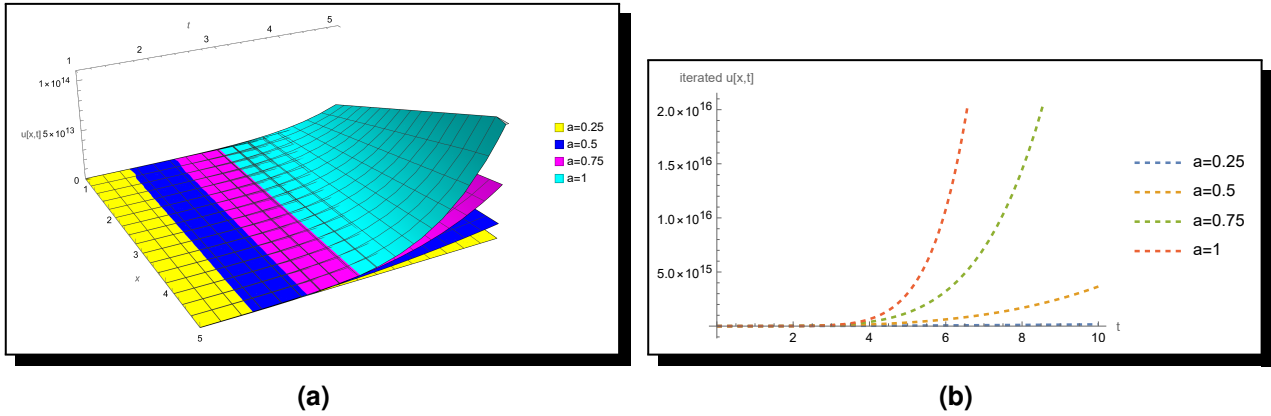 t
1
2
3
4
5
1×10^14
u[x,t] 5×10^13
0
1
2
3
x
4
5
a=0.25
a=0.5
a=0.75
a=1
(a)
iterated u[x,t]
2.0×10^16
1.5×10^16
1.0×10^16
5.0×10^15
2
4
6
8
10
t
a=0.25
a=0.5
a=0.75
a=1
(b)